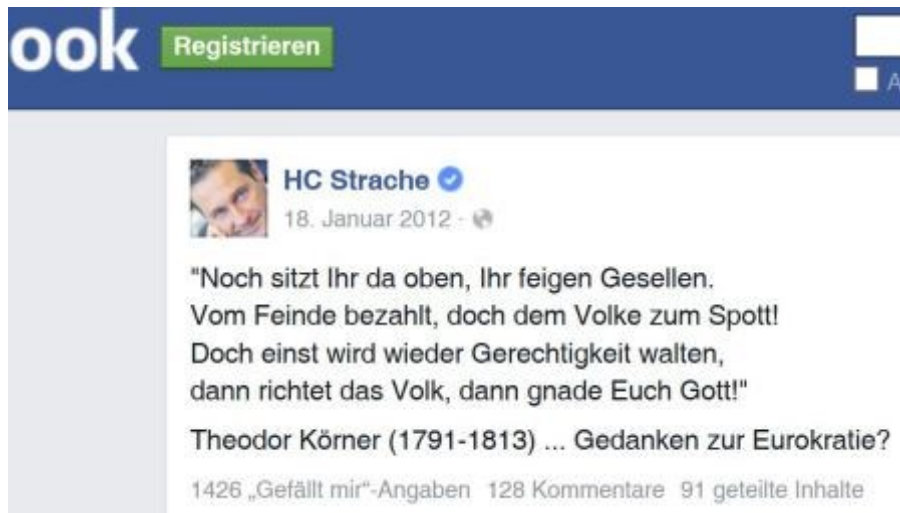 ook Registrieren
A
HC Strache
18. Januar 2012 ·
"Noch sitzt Ihr da oben, Ihr feigen Gesellen.
Vom Feinde bezahlt, doch dem Volke zum Spott!
Doch einst wird wieder Gerechtigkeit walten,
dann richtet das Volk, dann gnade Euch Gott!"
Theodor Körner (1791-1813) ... Gedanken zur Eurokratie?
1426 „Gefällt mir“-Angaben 128 Kommentare 91 geteilte Inhalte